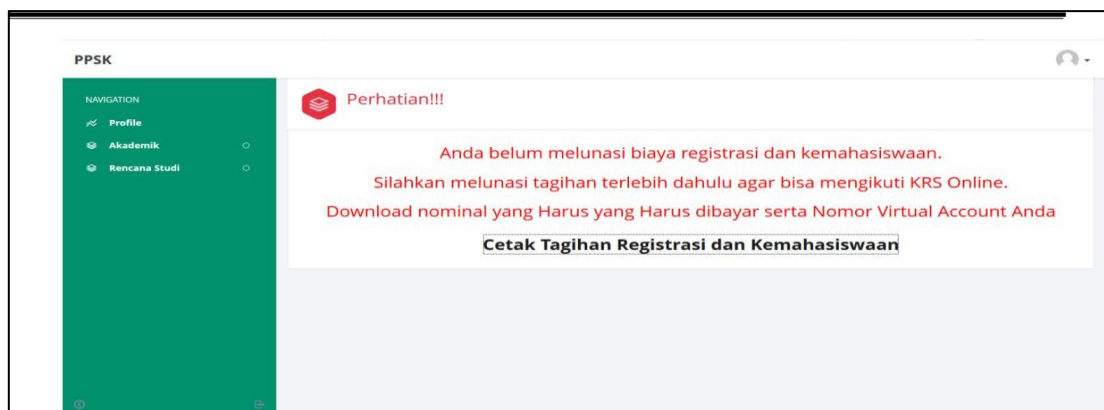 PPSK
NAVIGATION
Profile
Akademik
Rencana Studi
Perhatian!!!
Anda belum melunasi biaya registrasi dan kemahasiswaan.
Silahkan melunasi tagihan terlebih dahulu agar bisa mengikuti KRS Online.
Download nominal yang Harus yang Harus dibayar serta Nomor Virtual Account Anda
Cetak Tagihan Registrasi dan Kemahasiswaan